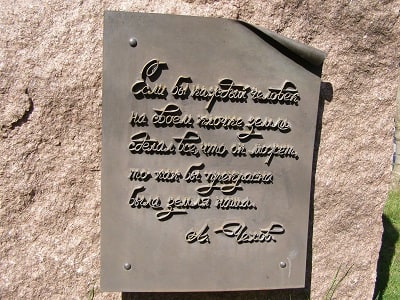 Если бы каждый человек
на своем клочке земли
сделал все, что он может,
то как бы прекрасна
была земля наша.
Ан. Чехов.